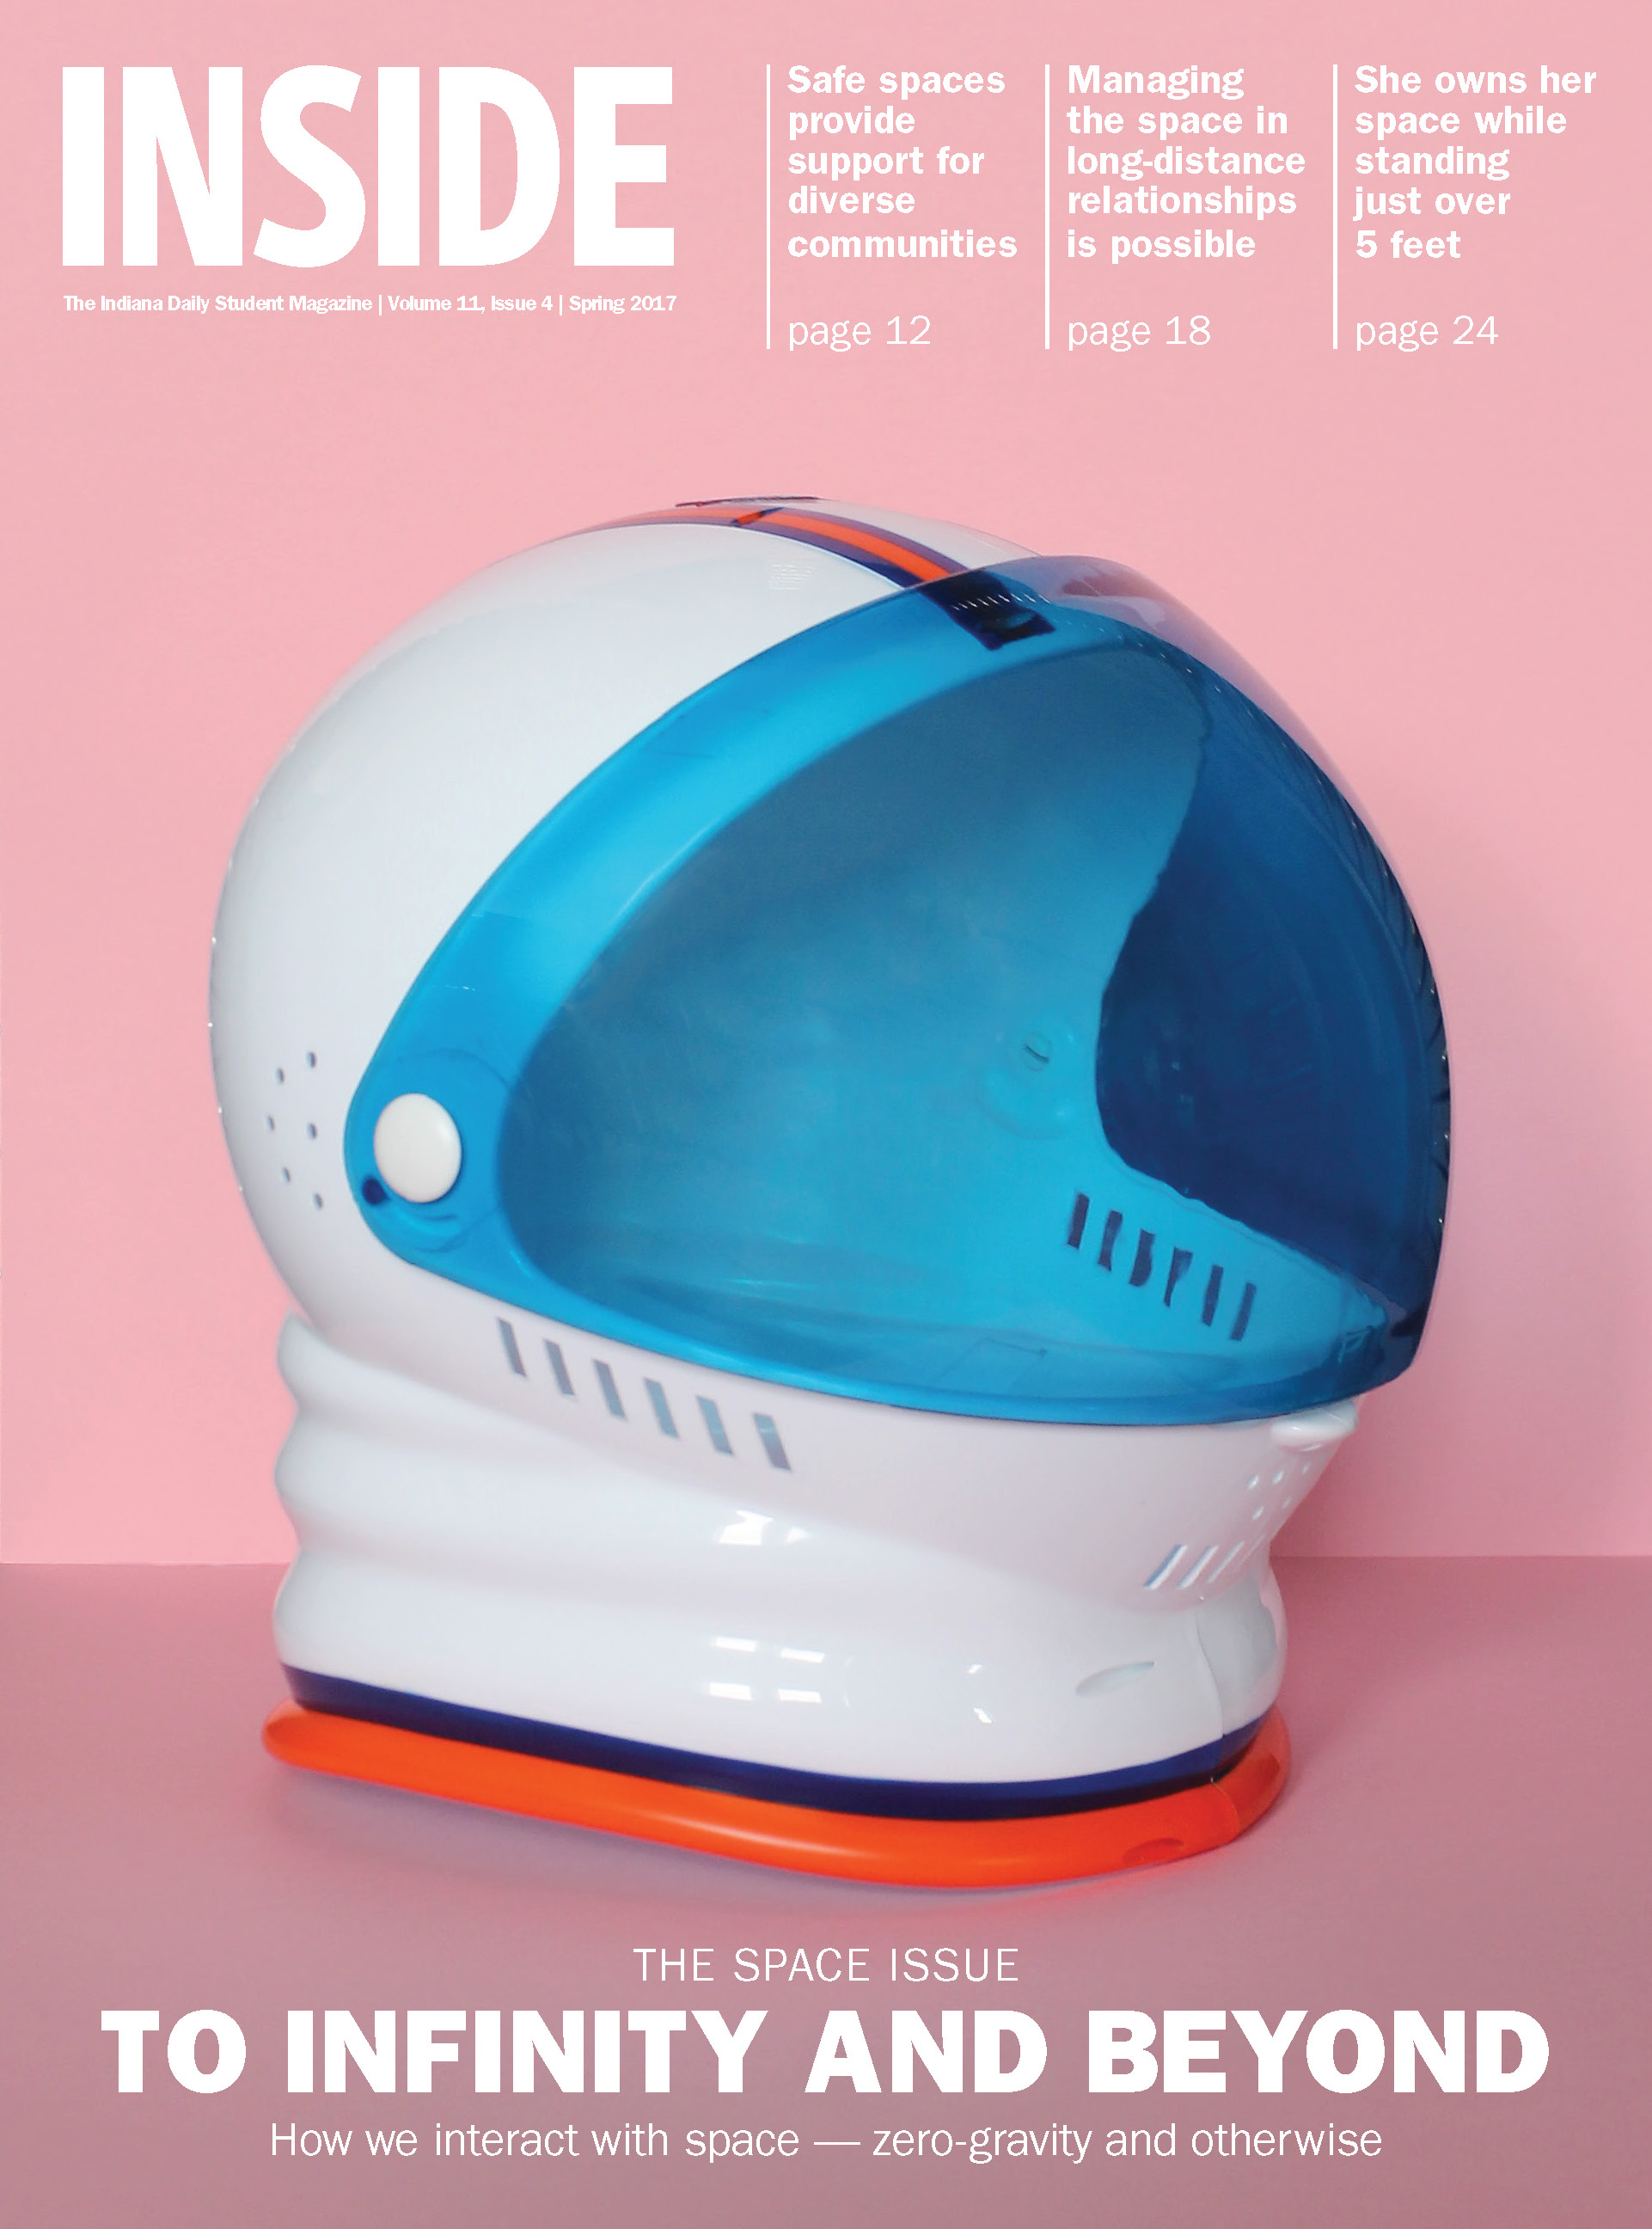 INSIDE
The Indiana Daily Student Magazine | Volume 11, Issue 4 | Spring 2017
Safe spaces
provide
support for
diverse
communities
page 12
Managing
the space in
long-distance
relationships
is possible
page 18
She owns her
space while
standing
just over
5 feet
page 24
THE SPACE ISSUE
TO INFINITY AND BEYOND
How we interact with space — zero-gravity and otherwise